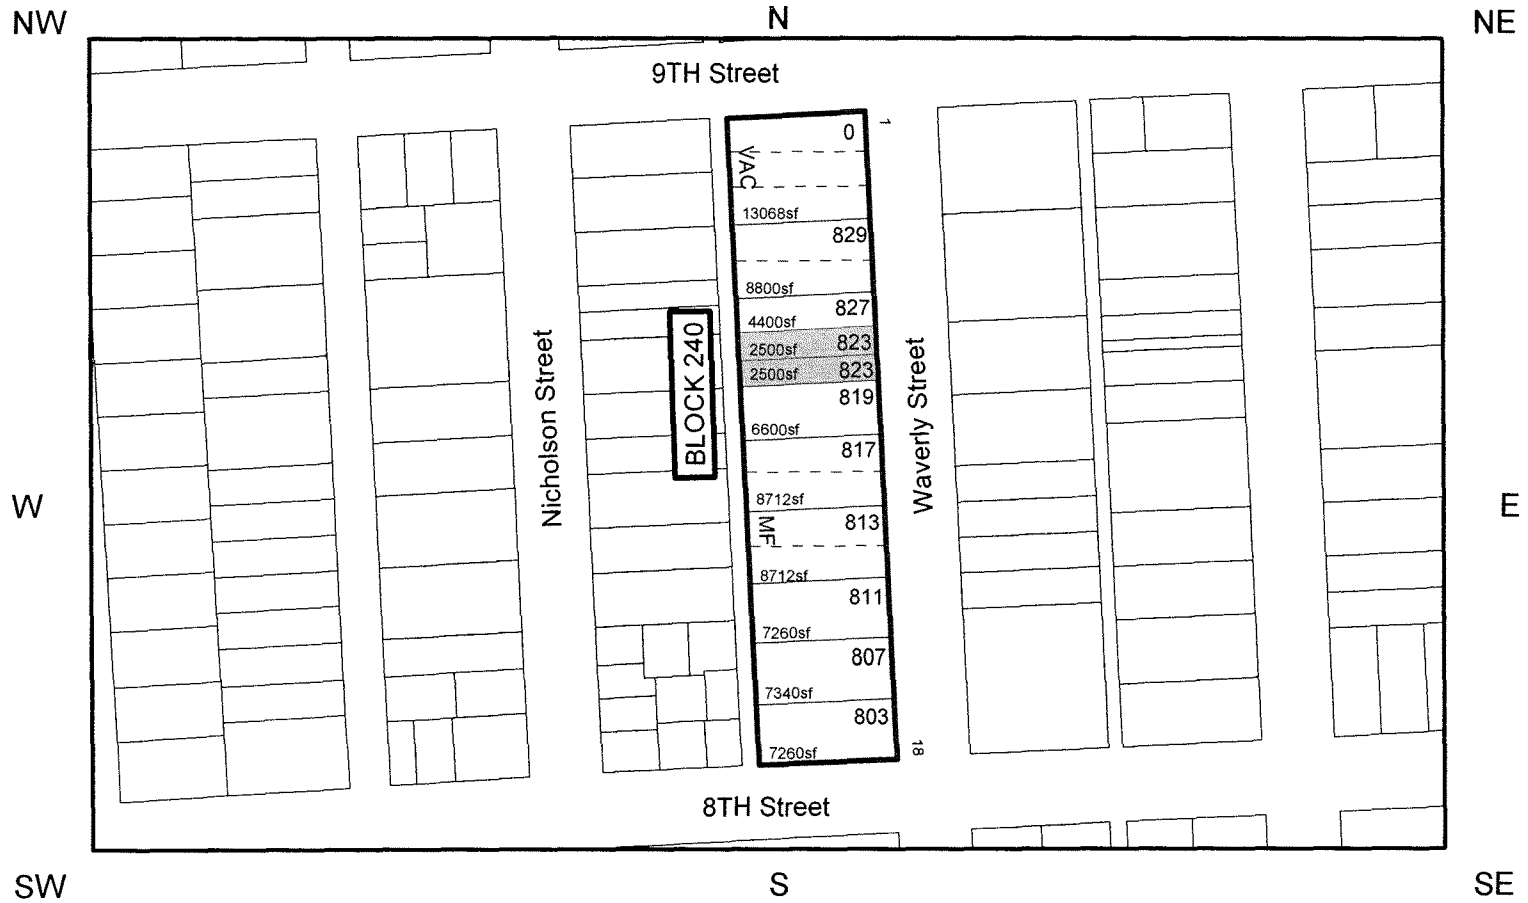 NW
N
NE
9TH Street
1
0
VAC
13068sf
829
8800sf
827
4400sf
823
2500sf
823
2500sf
819
6600sf
817
8712sf
813
MF
8712sf
811
7260sf
807
7340sf
803
7260sf
18
BLOCK 240
Nicholson Street
Waverly Street
W
E
8TH Street
SW
S
SE